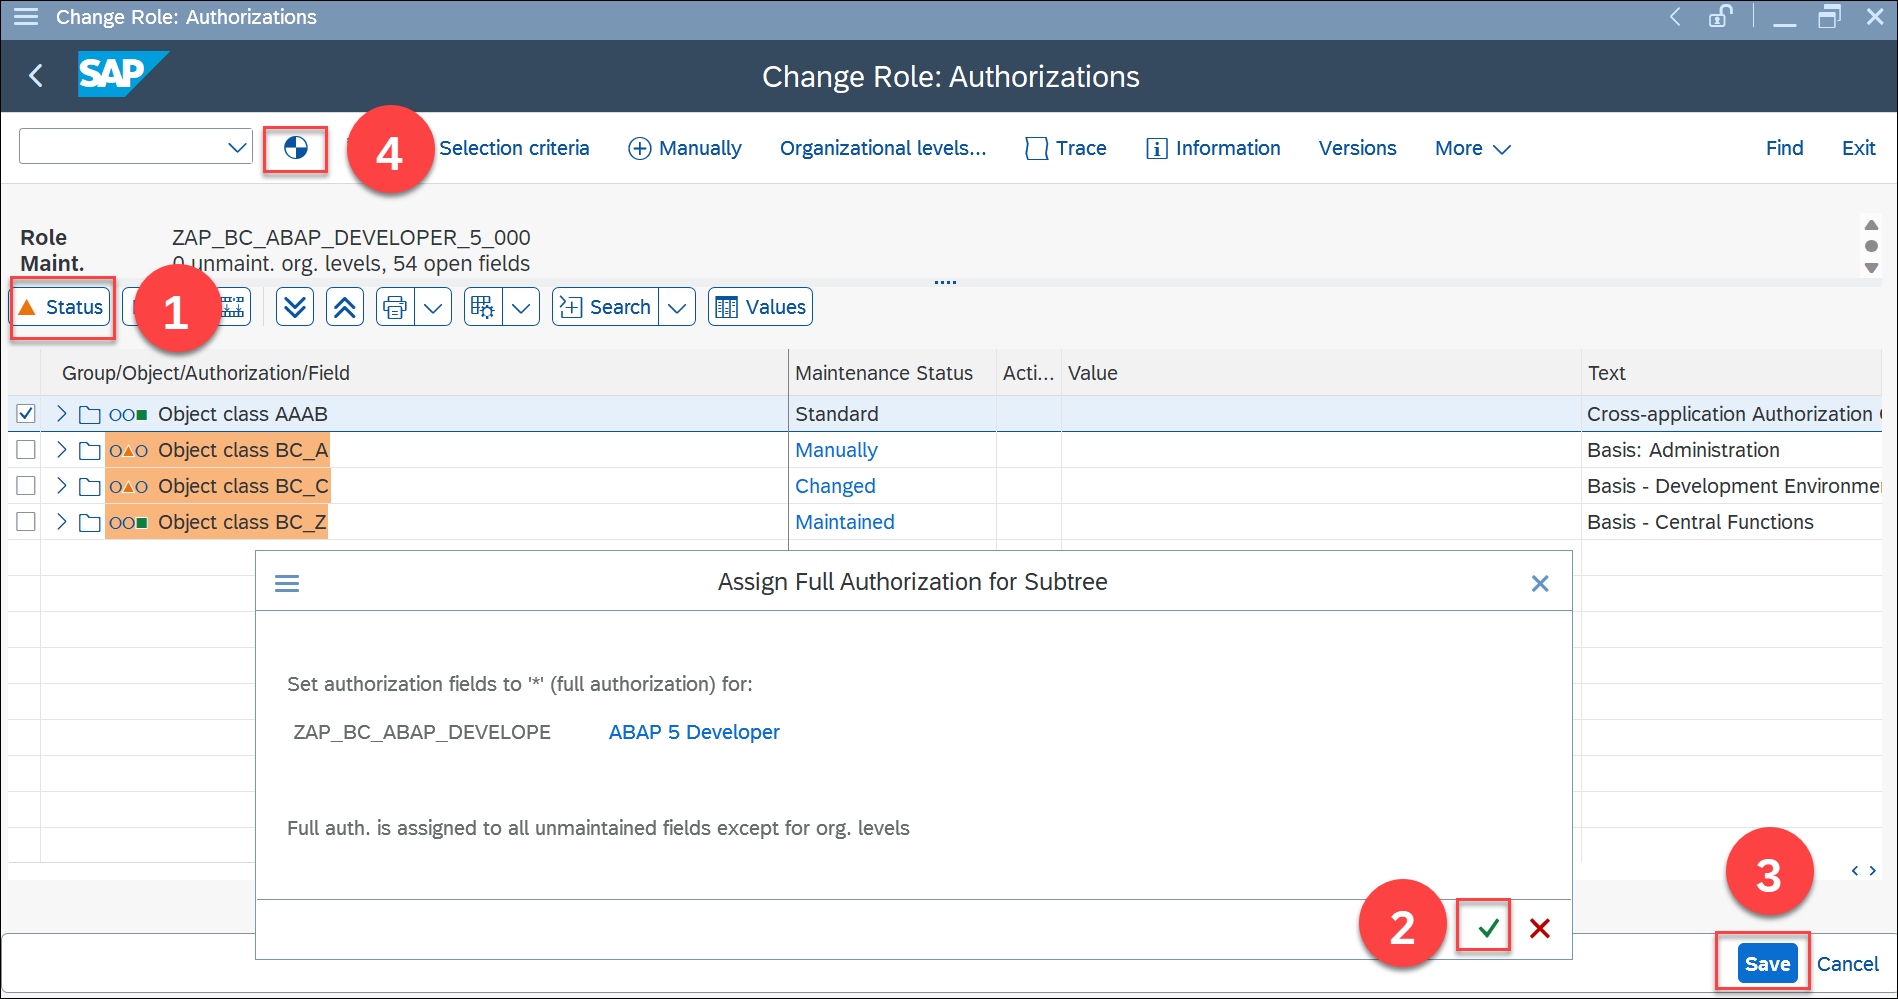 Change Role: Authorizations
SAP
Change Role: Authorizations
4
Selection criteria
Manually
Organizational levels...
Trace
Information
Versions
More
Find
Exit
Role ZAP_BC_ABAP_DEVELOPER_5_000
Maint. 0 unmaint. org. levels, 54 open fields
Status
1
Search
Values
Group/Object/Authorization/Field Maintenance Status Acti... Value Text
Object class AAAB Standard Cross-application Authorization
Object class BC_A Manually Basis: Administration
Object class BC_C Changed Basis - Development Environme
Object class BC_Z Maintained Basis - Central Functions
Assign Full Authorization for Subtree
Set authorization fields to '*' (full authorization) for:
ZAP_BC_ABAP_DEVELOPE ABAP 5 Developer
Full auth. is assigned to all unmaintained fields except for org. levels
2
3
Save
Cancel